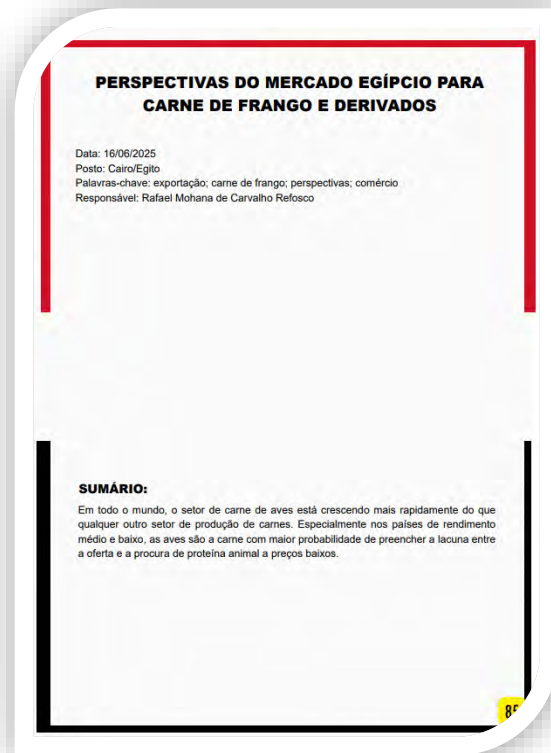 PERSPECTIVAS DO MERCADO EGÍPCIO PARA
CARNE DE FRANGO E DERIVADOS
Data: 16/06/2025
Posto: Cairo/Egito
Palavras-chave: exportação; carne de frango; perspectivas; comércio
Responsável: Rafael Mohana de Carvalho Refosco
SUMÁRIO:
Em todo o mundo, o setor de carne de aves está crescendo mais rapidamente do que
qualquer outro setor de produção de carnes. Especialmente nos países de rendimento
médio e baixo, as aves são a carne com maior probabilidade de preencher a lacuna entre
a oferta e a procura de proteína animal a preços baixos.